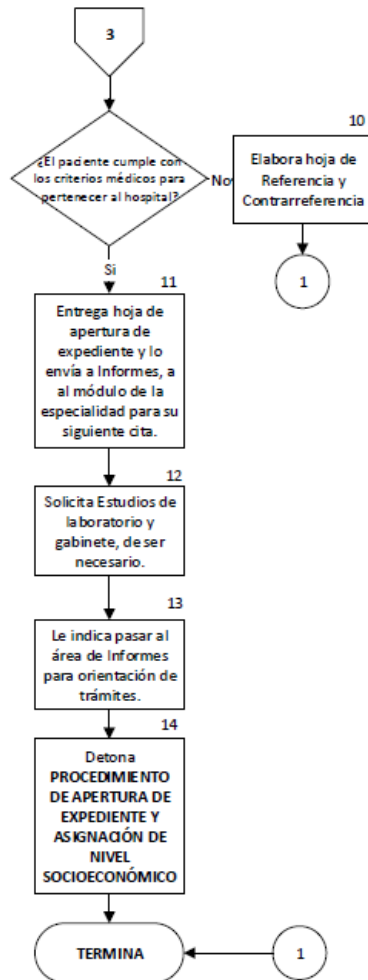 3
¿El paciente cumple con
los criterios médicos para
pertenecer al hospital?
No
10
Elabora hoja de
Referencia y
Contrarreferencia
1
Si
11
Entrega hoja de
apertura de
expediente y lo
envía a Informes, a
al módulo de la
especialidad para su
siguiente cita.
12
Solicita Estudios de
laboratorio y
gabinete, de ser
necesario.
13
Le indica pasar al
área de Informes
para orientación de
trámites.
14
Detona
PROCEDIMIENTO
DE APERTURA DE
EXPEDIENTE Y
ASIGNACIÓN DE
NIVEL
SOCIOECONÓMICO
TERMINA
1